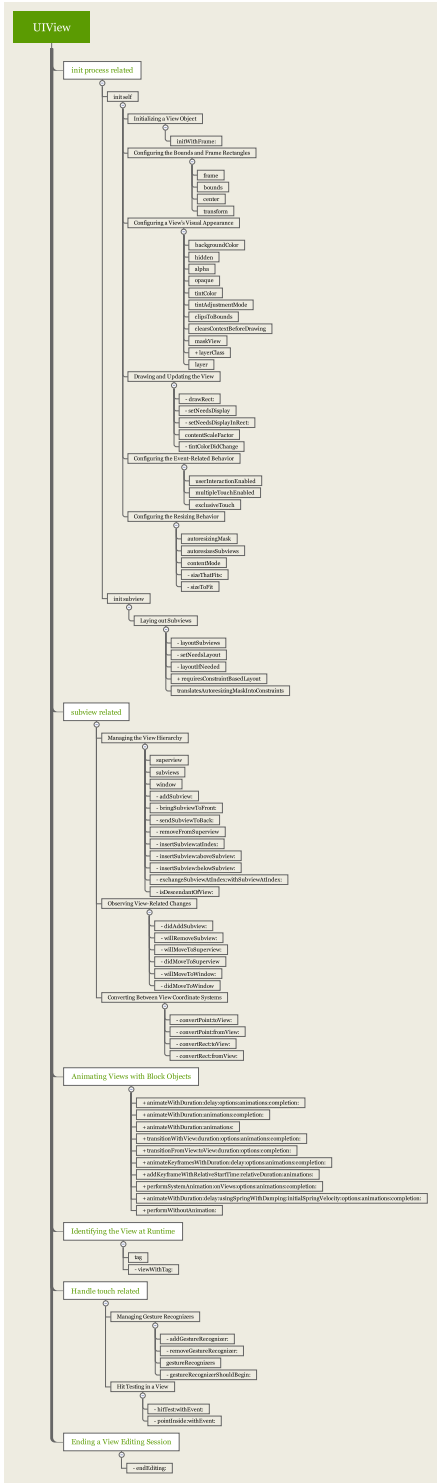 UIView
init process related
init self
Initializing a View Object
initWithFrame:
Configuring the Bounds and Frame Rectangles
frame
bounds
center
transform
Configuring a View's Visual Appearance
backgroundColor
hidden
alpha
opaque
tintColor
tintAdjustmentMode
clipsToBounds
clearsContextBeforeDrawing
maskView
+ layerClass
layer
Drawing and Updating the View
- drawRect:
- setNeedsDisplay
- setNeedsDisplayInRect:
contentScaleFactor
- tintColorDidChange
Configuring the Event-Related Behavior
userInteractionEnabled
multipleTouchEnabled
exclusiveTouch
Configuring the Resizing Behavior
autoresizingMask
autoresizesSubviews
contentMode
- sizeThatFits:
- sizeToFit
init subview
Laying out Subviews
- layoutSubviews
- setNeedsLayout
- layoutIfNeeded
+ requiresConstraintBasedLayout
translatesAutoresizingMaskIntoConstraints
subview related
Managing the View Hierarchy
superview
subviews
window
- addSubview:
- bringSubviewToFront:
- sendSubviewToBack:
- removeFromSuperview
- insertSubview:atIndex:
- insertSubview:aboveSubview:
- insertSubview:belowSubview:
- exchangeSubviewAtIndex:withSubviewAtIndex:
- isDescendantOfView:
Observing View-Related Changes
- didAddSubview:
- willRemoveSubview:
- willMoveToSuperview:
- didMoveToSuperview
- willMoveToWindow:
- didMoveToWindow
Converting Between View Coordinate Systems
- convertPoint:toView:
- convertPoint:fromView:
- convertRect:toView:
- convertRect:fromView:
Animating Views with Block Objects
+ animateWithDuration:delay:options:animations:completion:
+ animateWithDuration:animations:completion:
+ animateWithDuration:animations:
+ transitionWithView:duration:options:animations:completion:
+ transitionFromView:toView:duration:options:completion:
+ animateKeyframesWithDuration:delay:options:animations:completion:
+ addKeyframeWithRelativeStartTime:relativeDuration:animations:
+ performSystemAnimation:onViews:options:animations:completion:
+ animateWithDuration:delay:usingSpringWithDamping:initialSpringVelocity:options:animations:completion:
+ performWithoutAnimation:
Identifying the View at Runtime
tag
- viewWithTag:
Handle touch related
Managing Gesture Recognizers
- addGestureRecognizer:
- removeGestureRecognizer:
gestureRecognizers
- gestureRecognizerShouldBegin:
Hit Testing in a View
- hitTest:withEvent:
- pointInside:withEvent:
Ending a View Editing Session
- endEditing: